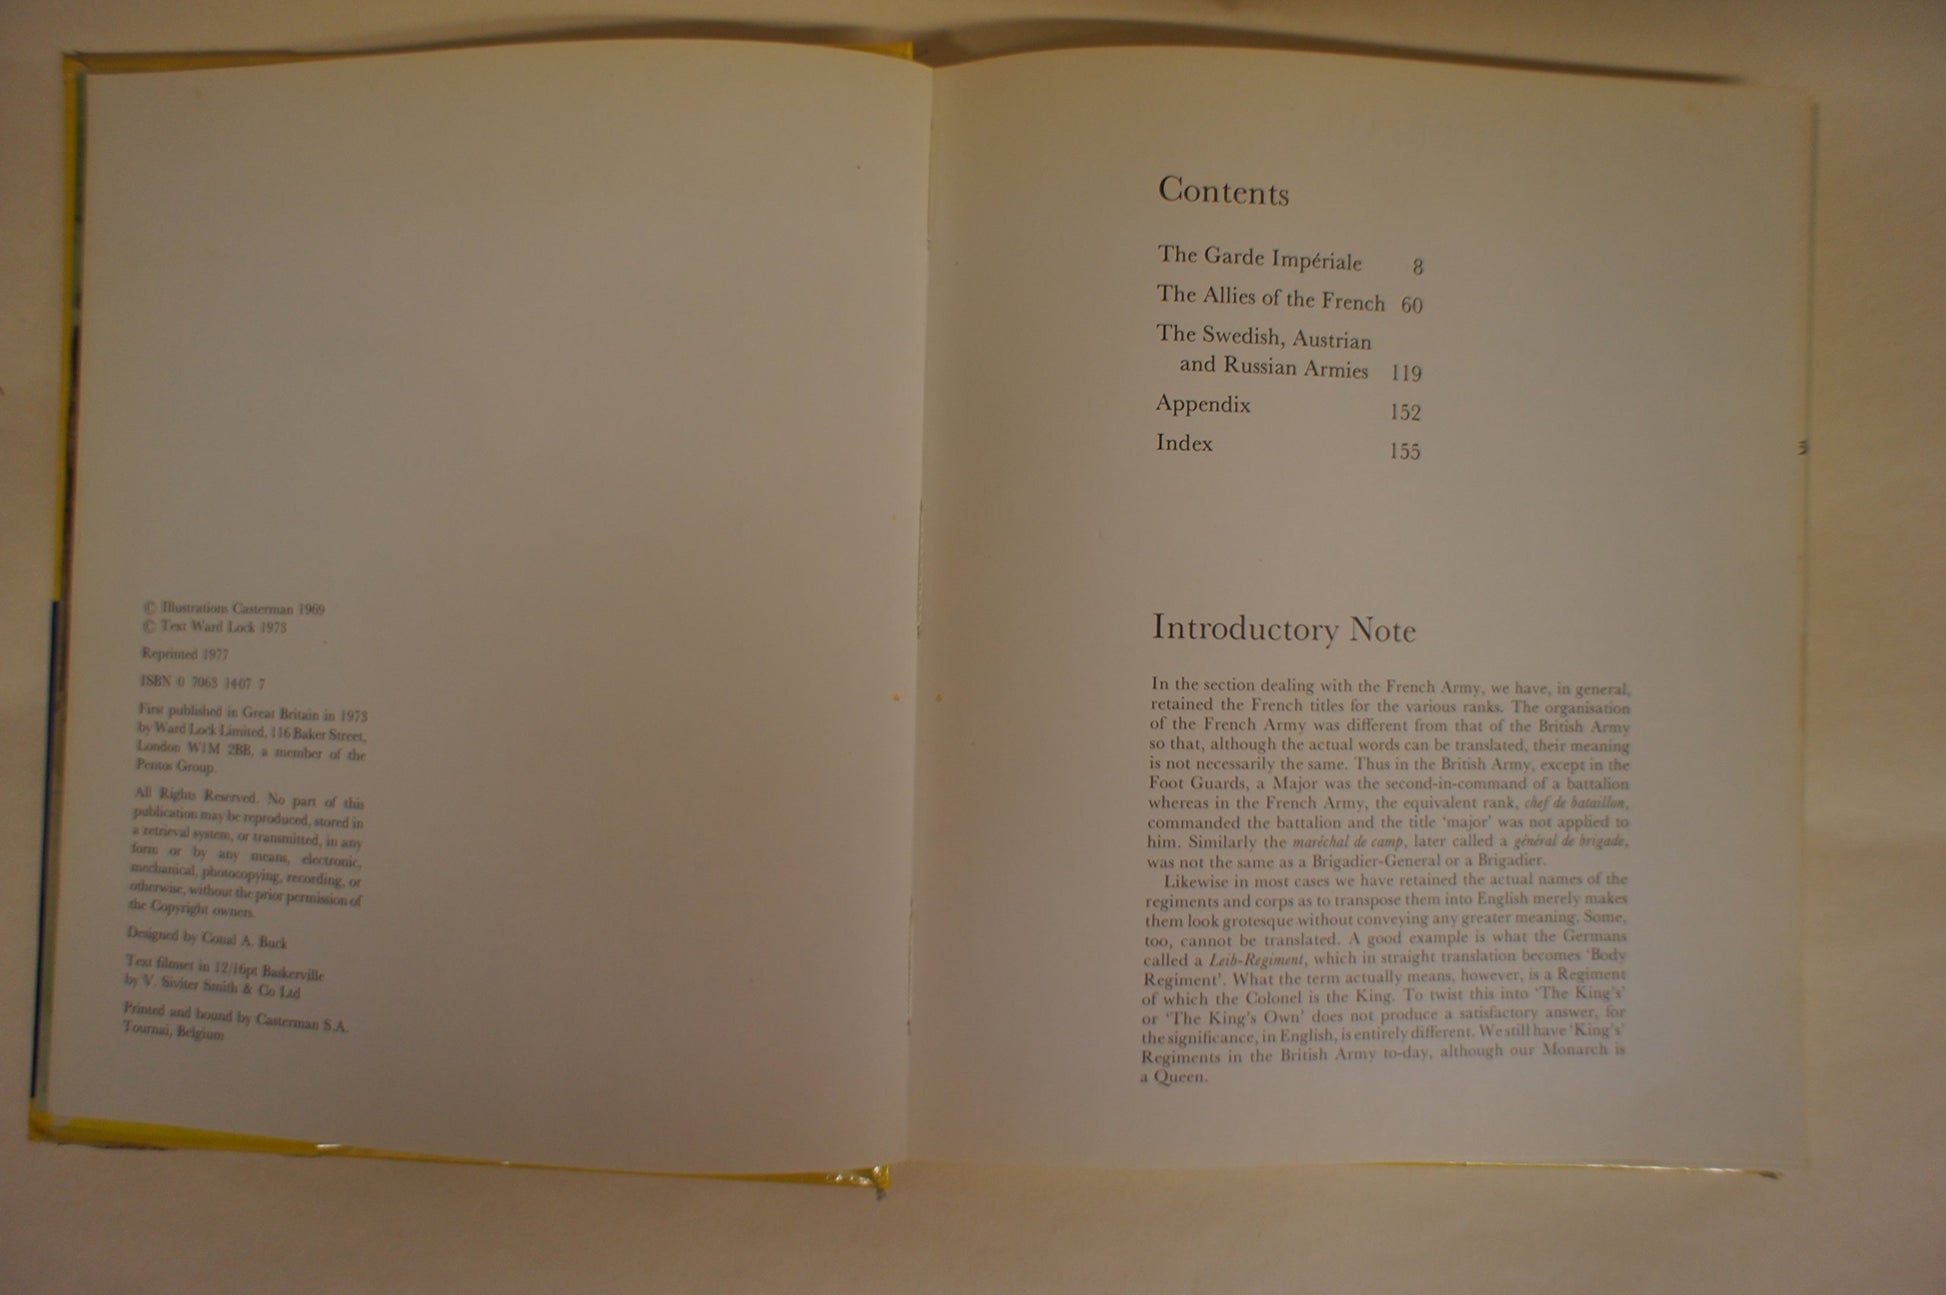 © Illustrations Casterman 1969
© Text Ward Lock 1973
Reprinted 1977
ISBN 0 7063 1407 7
First published in Great Britain in 1973
by Ward Lock Limited, 116 Baker Street,
London W1M 2BB, a member of the
Pentos Group.
All Rights Reserved. No part of this
publication may be reproduced, stored in
a retrieval system, or transmitted, in any
form or by any means, electronic,
mechanical, photocopying, recording, or
otherwise, without the prior permission of
the Copyright owners.
Designed by Conal A. Buck
Text filmset in 12/16pt Baskerville
by V. Siviter Smith & Co Ltd
Printed and bound by Casterman S.A.
Tournai, Belgium
Contents
The Garde Impériale 8
The Allies of the French 60
The Swedish, Austrian
and Russian Armies 119
Appendix 152
Index 155
Introductory Note
In the section dealing with the French Army, we have, in general,
retained the French titles for the various ranks. The organisation
of the French Army was different from that of the British Army
so that, although the actual words can be translated, their meaning
is not necessarily the same. Thus in the British Army, except in the
Foot Guards, a Major was the second-in-command of a battalion
whereas in the French Army, the equivalent rank, chef de bataillon,
commanded the battalion and the title 'major' was not applied to
him. Similarly the maréchal de camp, later called a général de brigade,
was not the same as a Brigadier-General or a Brigadier.
Likewise in most cases we have retained the actual names of the
regiments and corps as to transpose them into English merely makes
them look grotesque without conveying any greater meaning. Some,
too, cannot be translated. A good example is what the Germans
called a Leib-Regiment, which in straight translation becomes 'Body
Regiment'. What the term actually means, however, is a Regiment
of which the Colonel is the King. To twist this into 'The King's'
or 'The King's Own' does not produce a satisfactory answer, for
the significance, in English, is entirely different. We still have 'King's'
Regiments in the British Army to-day, although our Monarch is
a Queen.